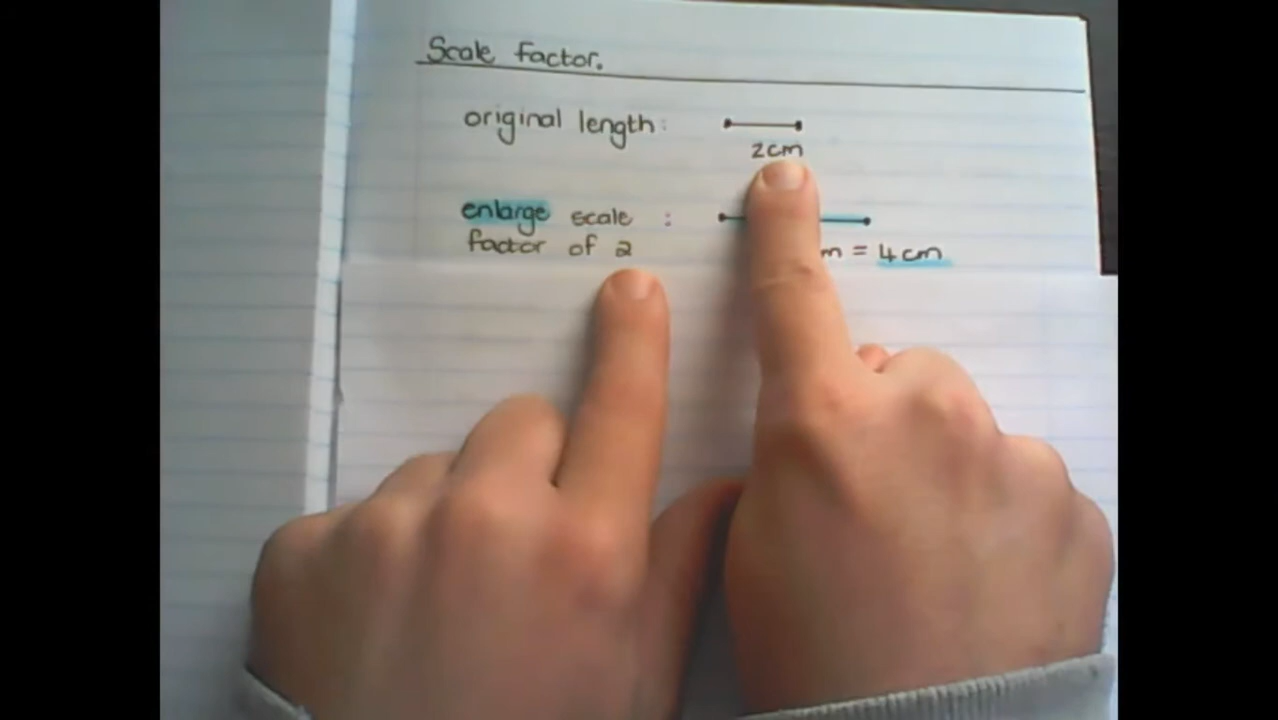 Scale factor.
original length:
2cm
enlarge scale :
factor of 2
m = 4cm